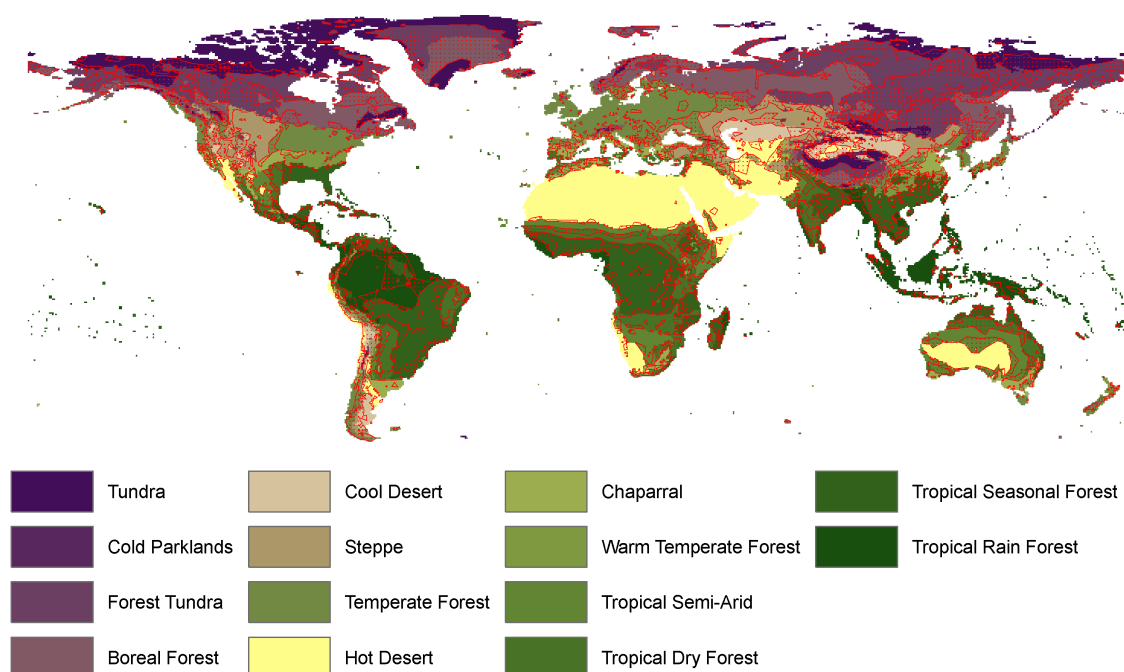 Tundra
Cold Parklands
Forest Tundra
Boreal Forest
Cool Desert
Steppe
Temperate Forest
Hot Desert
Chaparral
Warm Temperate Forest
Tropical Semi-Arid
Tropical Dry Forest
Tropical Seasonal Forest
Tropical Rain Forest